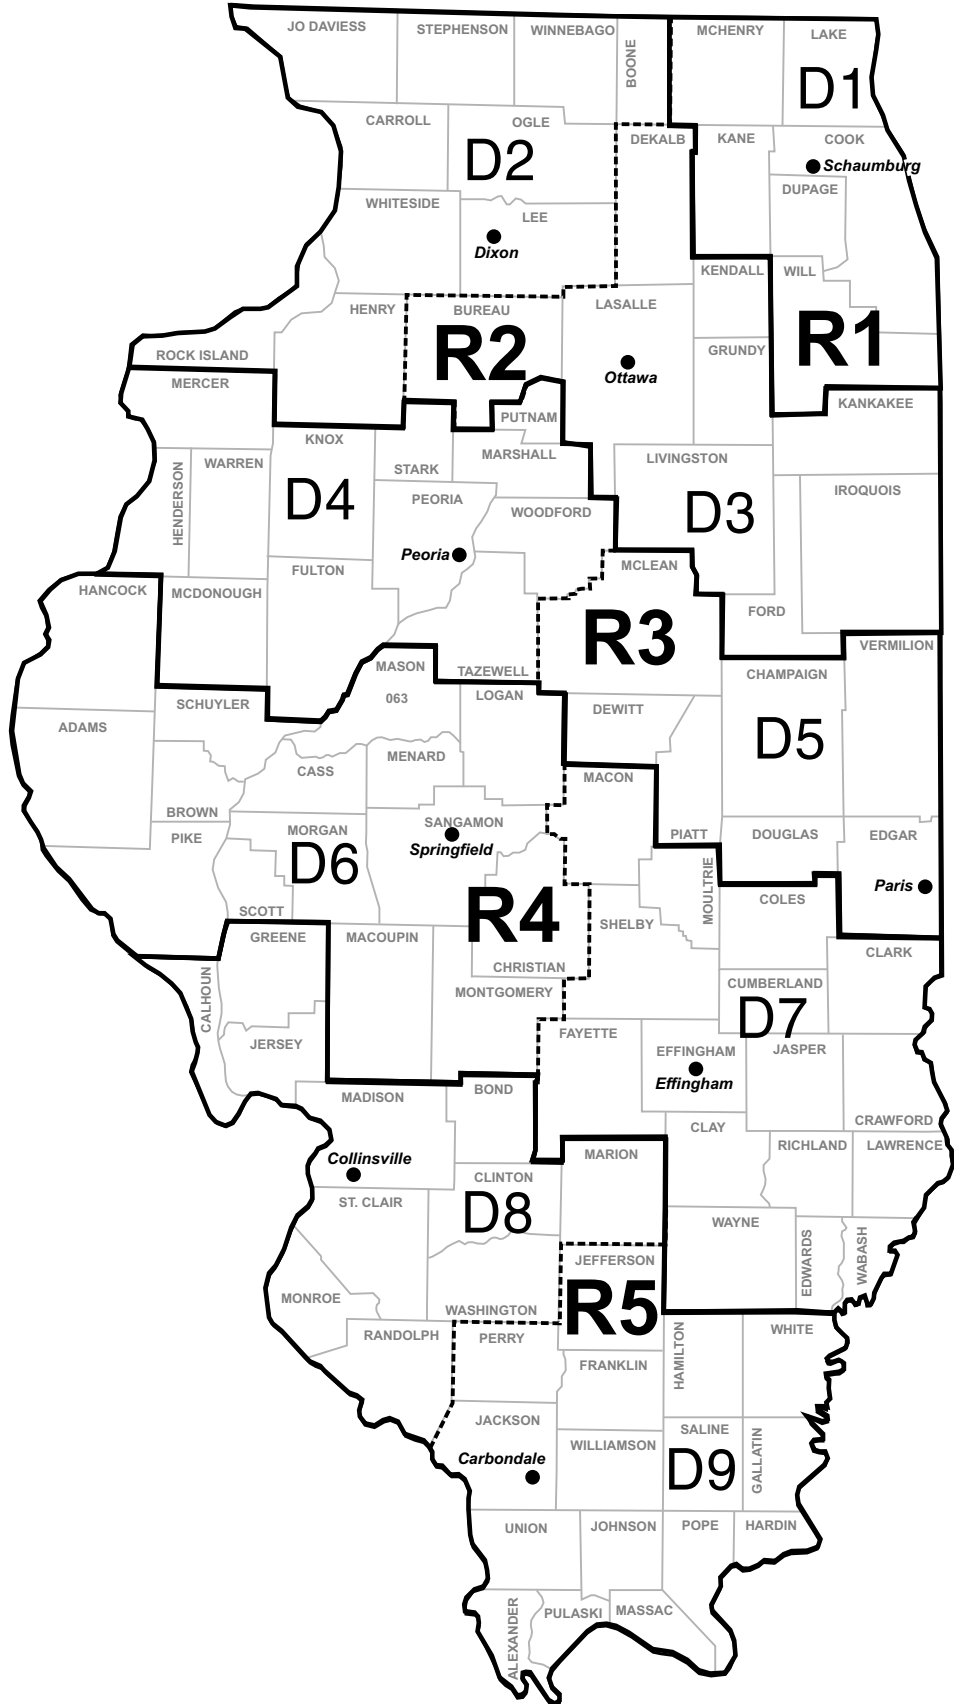 JO DAVIESS
STEPHENSON
WINNEBAGO
BOONE
MCHENRY
LAKE
D1
CARROLL
OGLE
D2
DEKALB
KANE
COOK
Schaumburg
DUPAGE
WHITESIDE
LEE
Dixon
KENDALL
WILL
HENRY
BUREAU
LASALLE
R2
R1
GRUNDY
ROCK ISLAND
Ottawa
MERCER
KANKAKEE
PUTNAM
KNOX
MARSHALL
WARREN
HENDERSON
STARK
LIVINGSTON
D4
PEORIA
IROQUOIS
WOODFORD
D3
Peoria
FULTON
MCLEAN
HANCOCK
MCDONOUGH
FORD
R3
VERMILION
MASON
TAZEWELL
CHAMPAIGN
063
LOGAN
SCHUYLER
DEWITT
ADAMS
D5
MENARD
CASS
MACON
BROWN
SANGAMON
PIKE
MORGAN
Springfield
PIATT
DOUGLAS
EDGAR
D6
MOULTRIE
Paris
SCOTT
R4
COLES
SHELBY
GREENE
MACOUPIN
CLARK
CHRISTIAN
CALHOUN
MONTGOMERY
CUMBERLAND
D7
FAYETTE
JERSEY
EFFINGHAM
JASPER
Effingham
MADISON
BOND
CRAWFORD
CLAY
RICHLAND
LAWRENCE
Collinsville
MARION
CLINTON
ST. CLAIR
D8
WAYNE
EDWARDS
WABASH
JEFFERSON
MONROE
R5
WASHINGTON
RANDOLPH
PERRY
HAMILTON
WHITE
FRANKLIN
JACKSON
SALINE
WILLIAMSON
GALLATIN
Carbondale
D9
UNION
JOHNSON
POPE
HARDIN
ALEXANDER
PULASKI
MASSAC